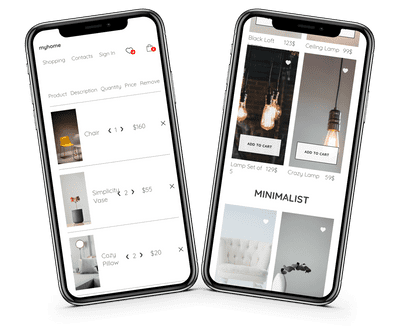 myhome
Shopping Contacts Sign In
Product Description Quantity Price Remove
Chair < 1 > $160 ×
Simplicity
Vase < 2 > $55 ×
Cozy
Pillow < 2 > $20 ×
Back Loft 123$
Ceiling Lamp 99$
ADD TO CART
ADD TO CART
Lamp Set of 129$
5
Crazy Lamp 59$
MINIMALIST